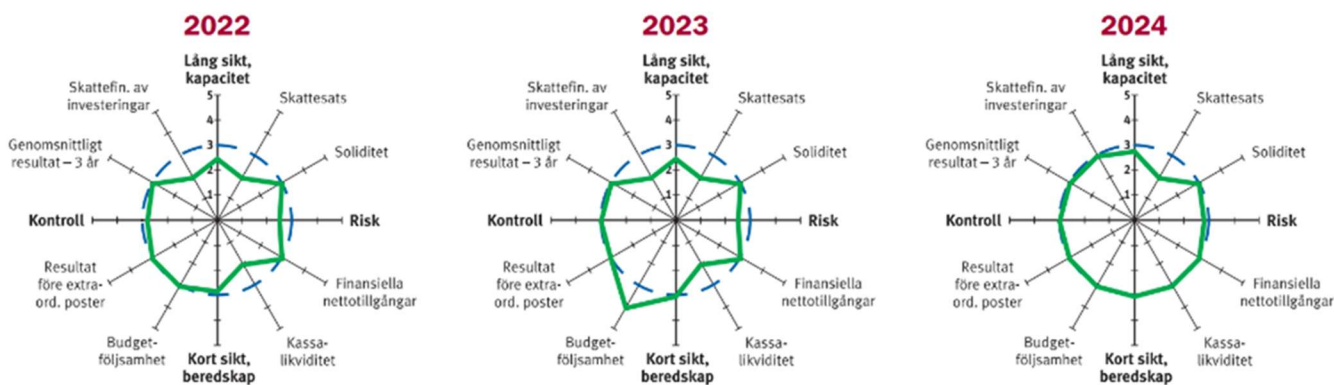 2022
Lång sikt,
kapacitet
Skattefin. av
investeringar
Skattesats
Genomsnittligt
resultat – 3 år
Soliditet
5
4
3
2
1
Kontroll
Risk
Resultat
före extra-
ord. poster
Finansiella
nettotillgångar
Budget-
följsamhet
Kassa-
likviditet
Kort sikt,
beredskap
2023
Lång sikt,
kapacitet
Skattefin. av
investeringar
Skattesats
Genomsnittligt
resultat – 3 år
Soliditet
5
4
3
2
1
Kontroll
Risk
Resultat
före extra-
ord. poster
Finansiella
nettotillgångar
Budget-
följsamhet
Kassa-
likviditet
Kort sikt,
beredskap
2024
Lång sikt,
kapacitet
Skattefin. av
investeringar
Skattesats
Genomsnittligt
resultat – 3 år
Soliditet
5
4
3
2
1
Kontroll
Risk
Resultat
före extra-
ord. poster
Finansiella
nettotillgångar
Budget-
följsamhet
Kassa-
likviditet
Kort sikt,
beredskap